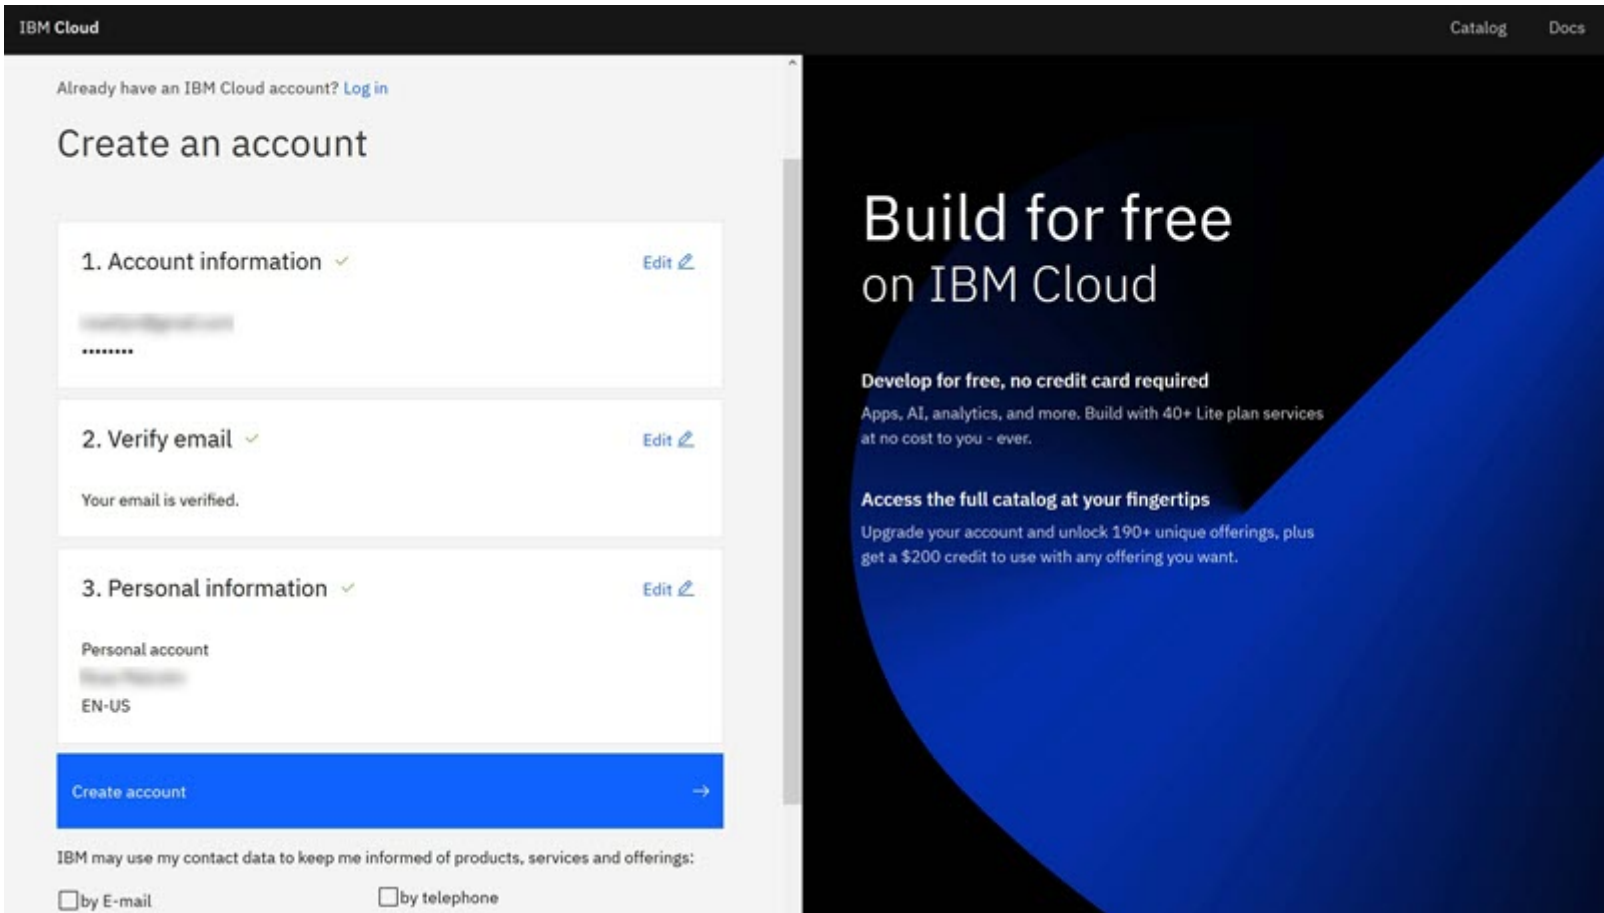 IBM Cloud
Catalog
Docs
Already have an IBM Cloud account? Log in
Create an account
1. Account information
Edit
••••••••
2. Verify email
Edit
Your email is verified.
3. Personal information
Edit
Personal account
EN-US
Create account
IBM may use my contact data to keep me informed of products, services and offerings:
by E-mail
by telephone
Build for free
on IBM Cloud
Develop for free, no credit card required
Apps, AI, analytics, and more. Build with 40+ Lite plan services
at no cost to you - ever.
Access the full catalog at your fingertips
Upgrade your account and unlock 190+ unique offerings, plus
get a $200 credit to use with any offering you want.